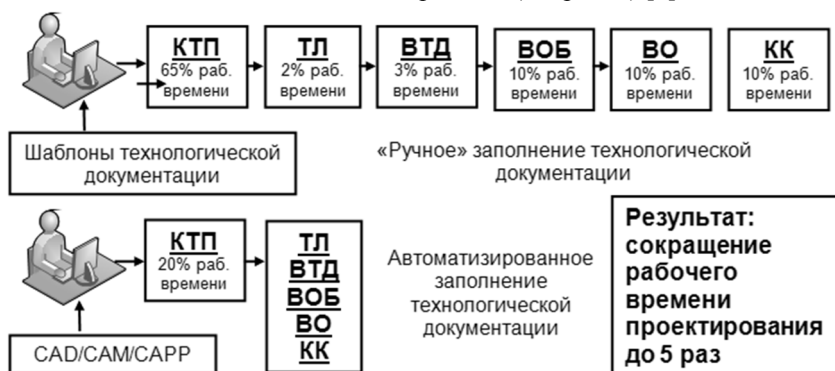 КТП
65% раб.
времени
ТЛ
2% раб.
времени
ВТД
3% раб.
времени
ВОБ
10% раб.
времени
ВО
10% раб.
времени
КК
10% раб.
времени
Шаблоны технологической
документации
«Ручное» заполнение технологической
документации
КТП
20% раб.
времени
ТЛ
ВТД
ВОБ
ВО
КК
Автоматизированное
заполнение
технологической
документации
Результат:
сокращение
рабочего
времени
проектирования
до 5 раз
CAD/CAM/CAPP